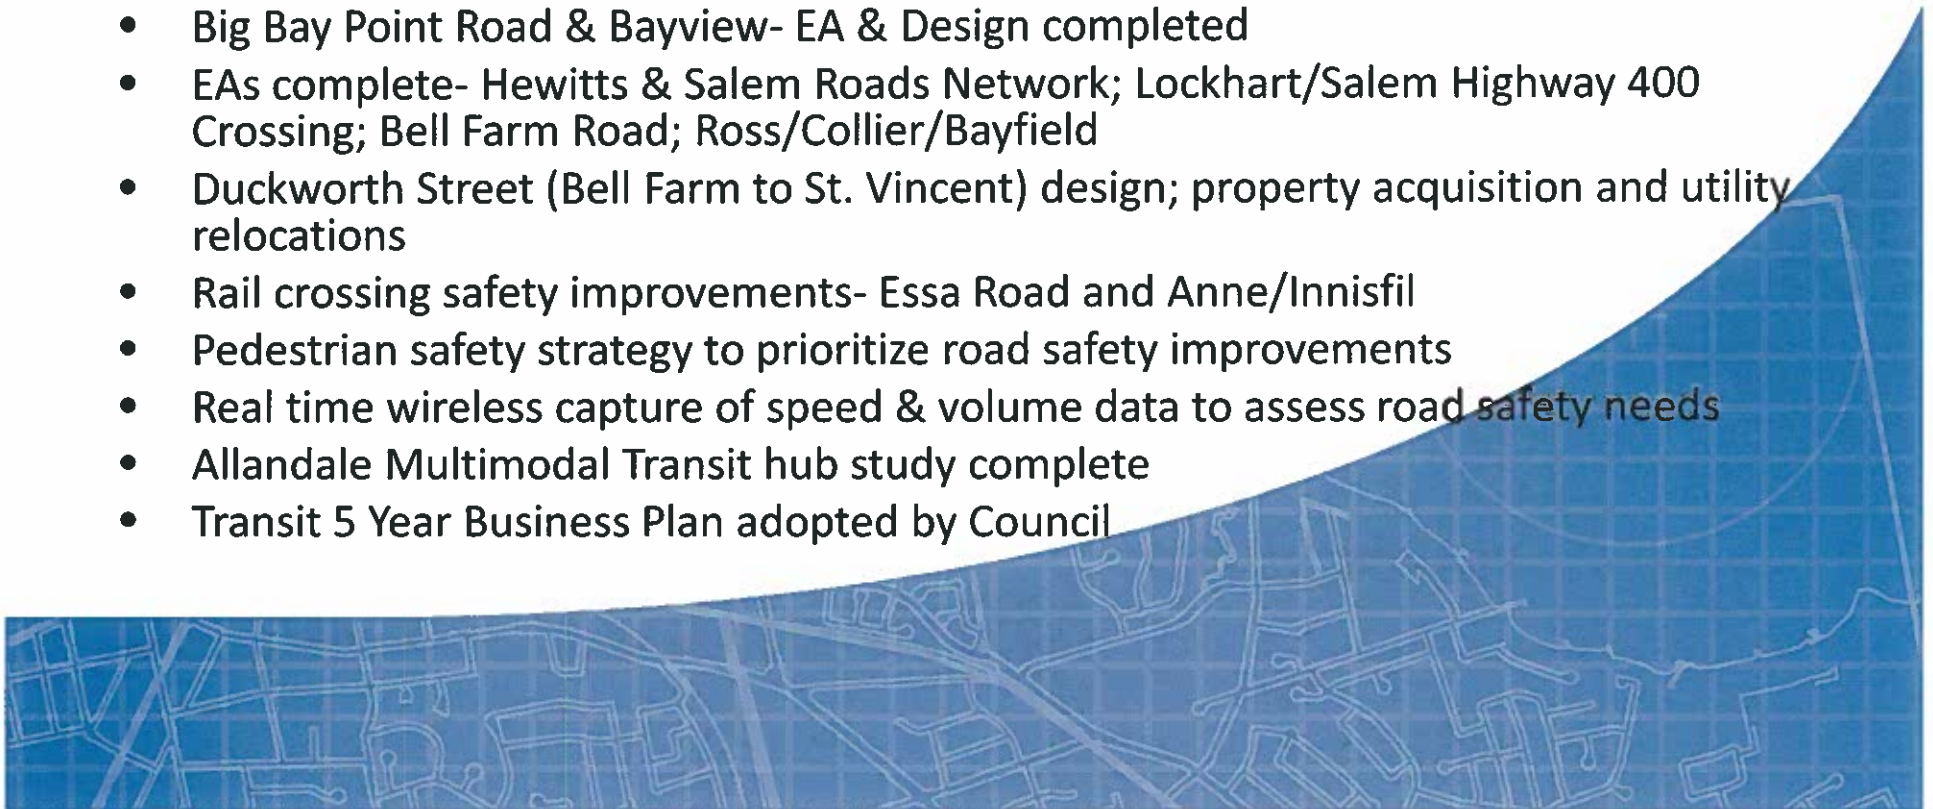 • Big Bay Point Road & Bayview- EA & Design completed
• EAs complete- Hewitts & Salem Roads Network; Lockhart/Salem Highway 400
Crossing; Bell Farm Road; Ross/Collier/Bayfield
• Duckworth Street (Bell Farm to St. Vincent) design; property acquisition and utility
relocations
• Rail crossing safety improvements- Essa Road and Anne/Innisfil
• Pedestrian safety strategy to prioritize road safety improvements
• Real time wireless capture of speed & volume data to assess road safety needs
• Allandale Multimodal Transit hub study complete
• Transit 5 Year Business Plan adopted by Council